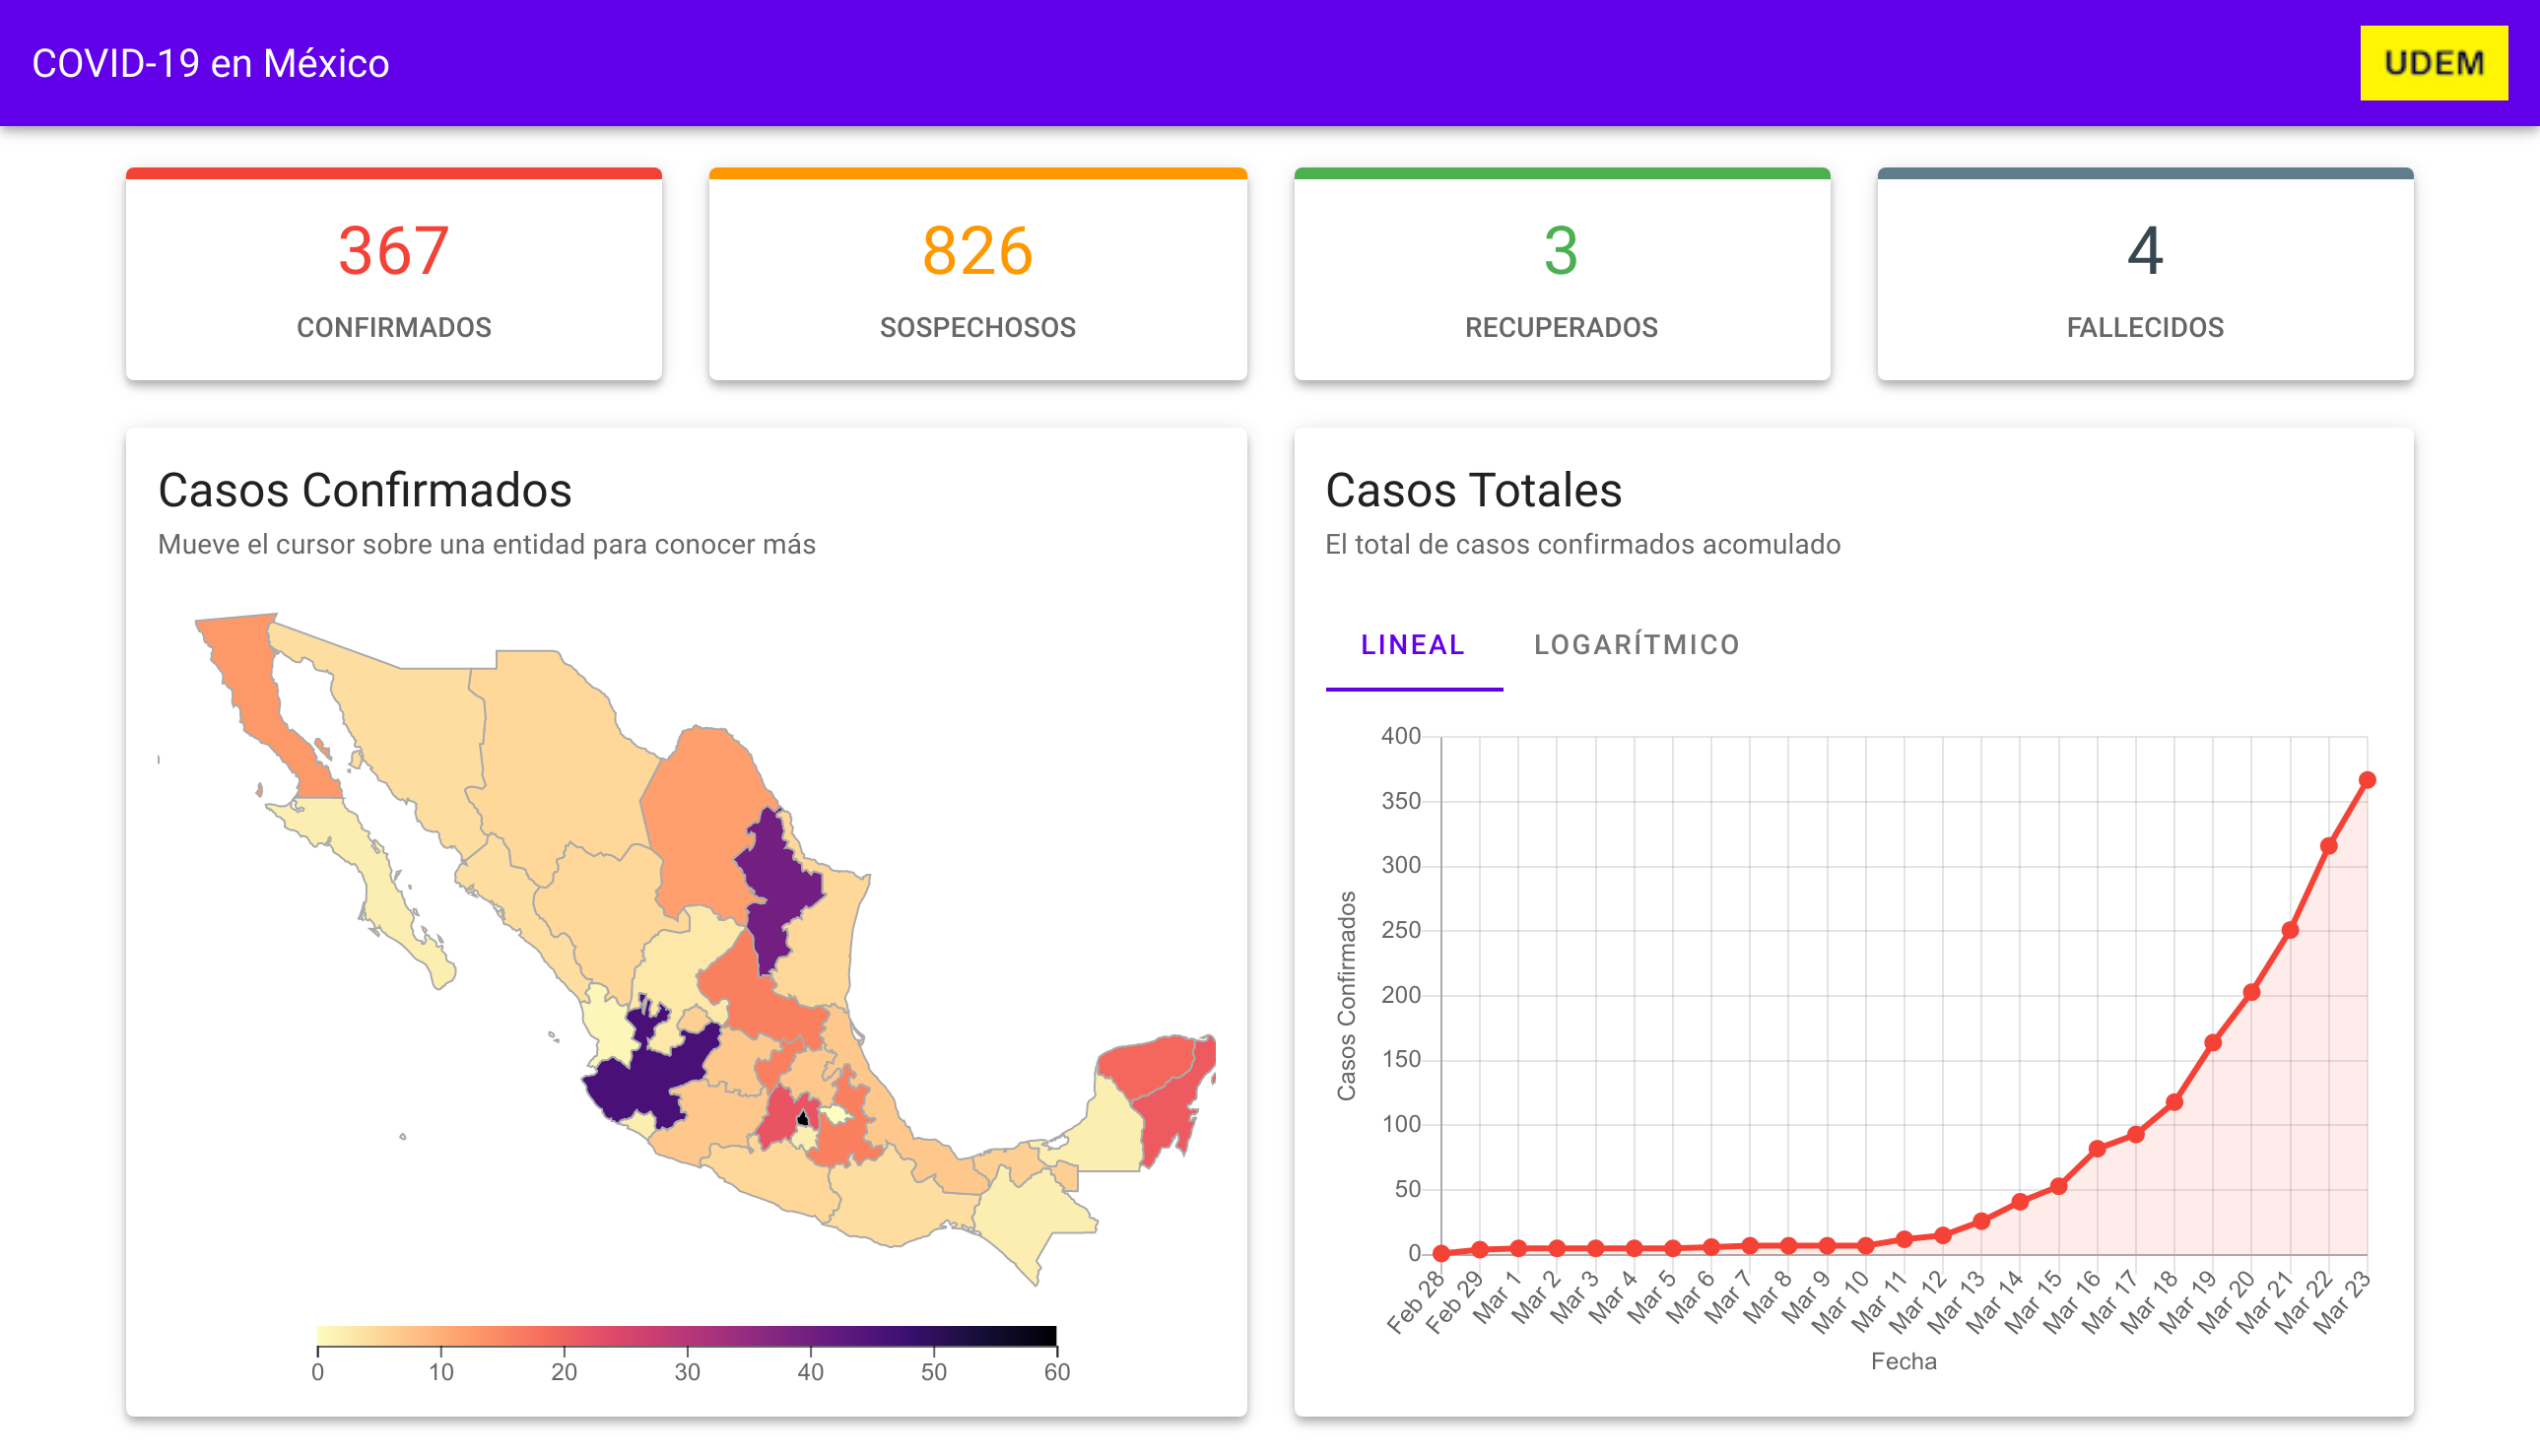 COVID-19 en México
UDEM
367
CONFIRMADOS
826
SOSPECHOSOS
3
RECUPERADOS
4
FALLECIDOS
Casos Confirmados
Mueve el cursor sobre una entidad para conocer más
0 10 20 30 40 50 60
Casos Totales
El total de casos confirmados acumulado
LINEAL LOGARÍTMICO
Casos Confirmados
400
350
300
250
200
150
100
50
0
Feb 28 Feb 29 Mar 1 Mar 2 Mar 3 Mar 4 Mar 5 Mar 6 Mar 7 Mar 8 Mar 9 Mar 10 Mar 11 Mar 12 Mar 13 Mar 14 Mar 15 Mar 16 Mar 17 Mar 18 Mar 19 Mar 20 Mar 21 Mar 22 Mar 23
Fecha